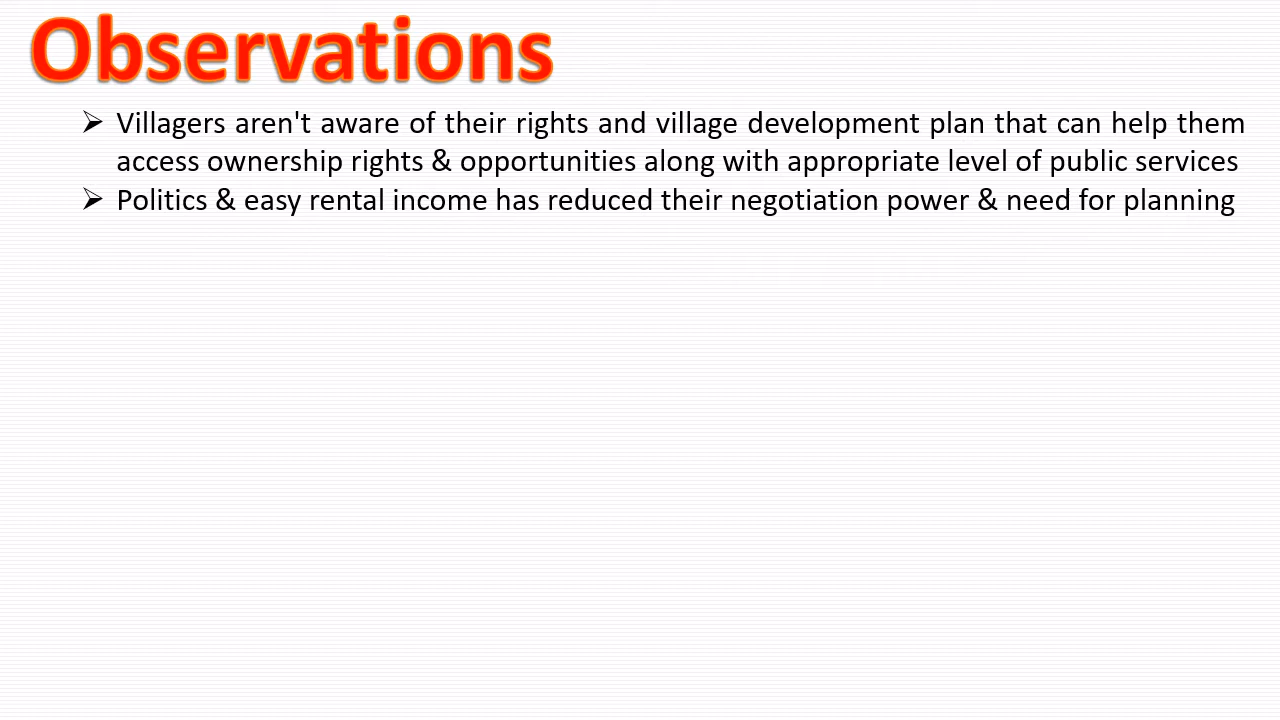 Observations
➢ Villagers aren't aware of their rights and village development plan that can help them
access ownership rights & opportunities along with appropriate level of public services
➢ Politics & easy rental income has reduced their negotiation power & need for planning